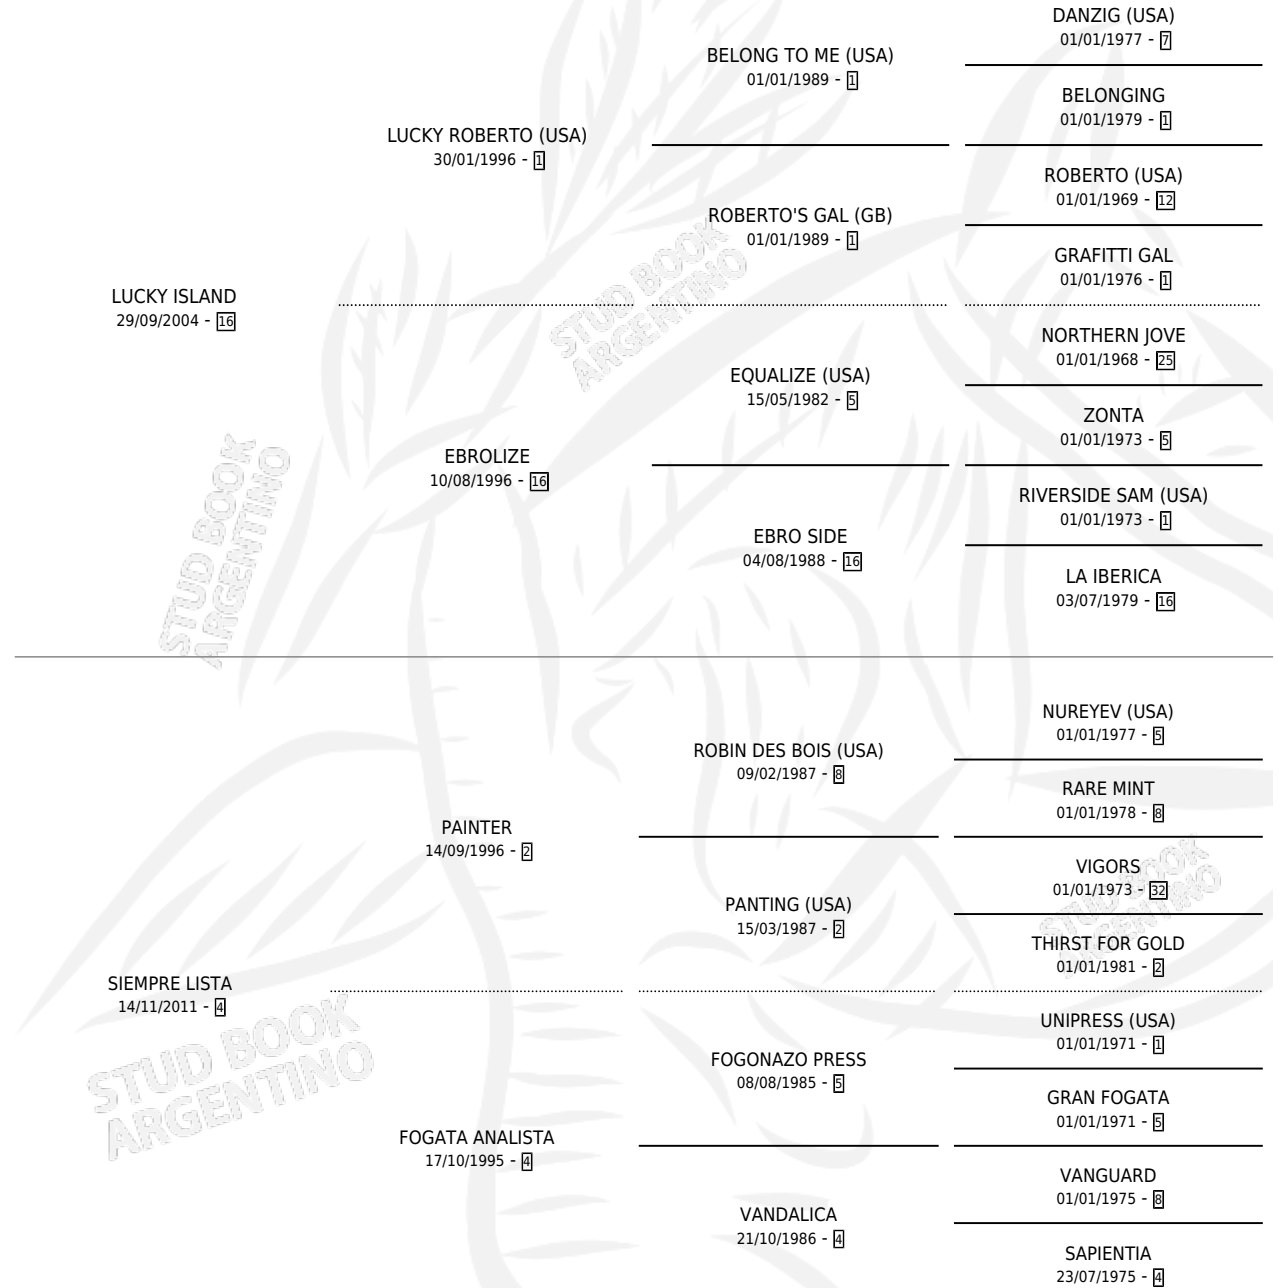 DANZIG (USA)
01/01/1977 - 7
BELONG TO ME (USA)
01/01/1989 - 1
BELONGING
01/01/1979 - 1
LUCKY ROBERTO (USA)
30/01/1996 - 1
ROBERTO (USA)
01/01/1969 - 12
ROBERTO'S GAL (GB)
01/01/1989 - 1
GRAFITTI GAL
01/01/1976 - 1
LUCKY ISLAND
29/09/2004 - 16
STUD BOOK
ARGENTINO
NORTHERN JOVE
01/01/1968 - 25
EQUALIZE (USA)
15/05/1982 - 5
ZONTA
01/01/1973 - 5
EBROLIZE
10/08/1996 - 16
STUD BOOK
ARGENTINO
RIVERSIDE SAM (USA)
01/01/1973 - 1
EBRO SIDE
04/08/1988 - 16
LA IBERICA
03/07/1979 - 16
NUREYEV (USA)
01/01/1977 - 5
ROBIN DES BOIS (USA)
09/02/1987 - 8
RARE MINT
01/01/1978 - 8
PAINTER
14/09/1996 - 2
VIGORS
01/01/1973 - 32
STUD BOOK
ARGENTINO
PANTING (USA)
15/03/1987 - 2
THIRST FOR GOLD
01/01/1981 - 2
SIEMPRE LISTA
14/11/2011 - 4
STUD BOOK
ARGENTINO
UNIPRESS (USA)
01/01/1971 - 1
FOGONAZO PRESS
08/08/1985 - 5
GRAN FOGATA
01/01/1971 - 5
FOGATA ANALISTA
17/10/1995 - 4
VANGUARD
01/01/1975 - 8
VANDALICA
21/10/1986 - 4
SAPIENTIA
23/07/1975 - 4